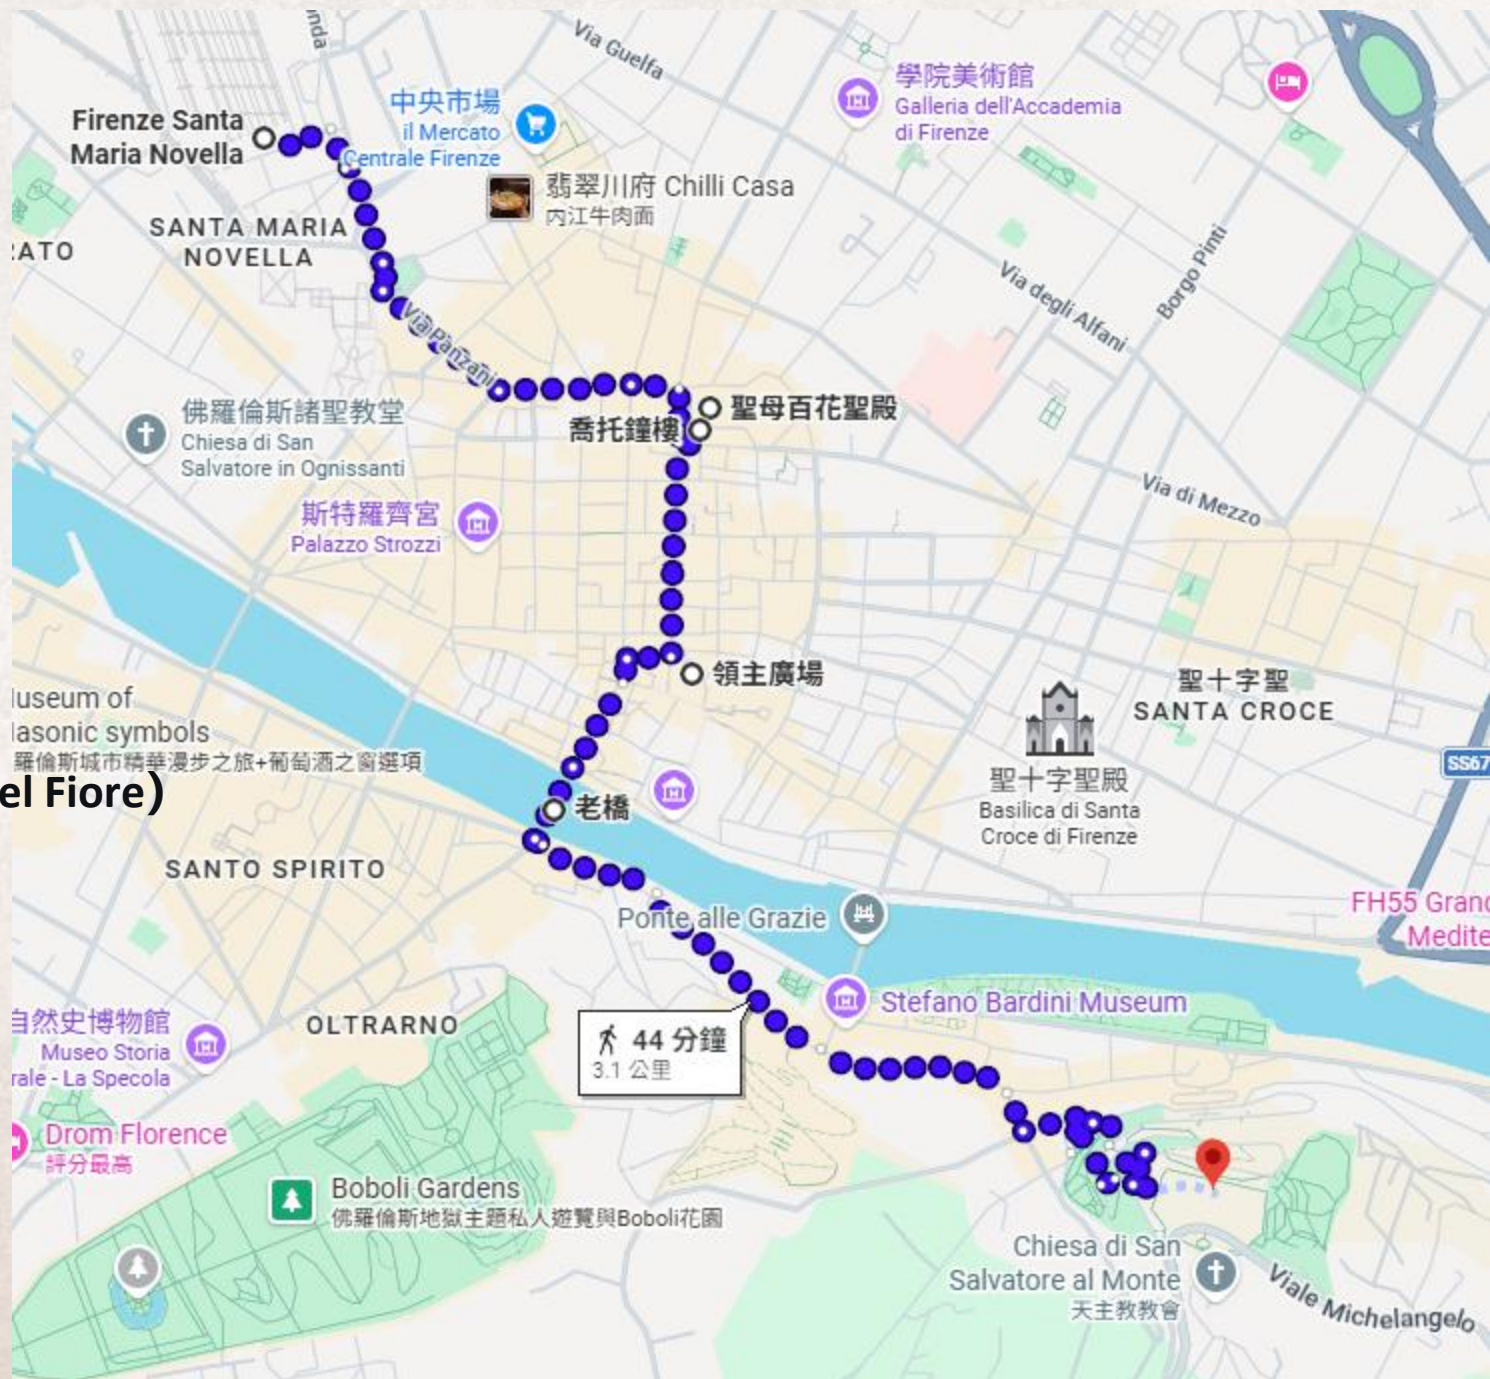 Via Guelfa
學院美術館
Galleria dell'Accademia
di Firenze
中央市場
il Mercato
Centrale Firenze
Firenze Santa
Maria Novella
翡翠川府 Chilli Casa
內江牛肉面
SANTA MARIA
NOVELLA
Borgo Pinti
Via degli Alfani
Via Panzani
佛羅倫斯諸聖教堂
Chiesa di San
Salvatore in Ognissanti
聖母百花聖殿
喬托鐘樓
Via di Mezzo
斯特羅齊宮
Palazzo Strozzi
領主廣場
聖十字聖
SANTA CROCE
useum of
asonic symbols
羅倫斯城市精華漫步之旅+葡萄酒之窗選項
el Fiore)
老橋
聖十字聖殿
Basilica di Santa
Croce di Firenze
SS67
SANTO SPIRITO
Ponte alle Grazie
FH55 Grand
Medite
Stefano Bardini Museum
自然史博物館
Museo Storia
rale - La Specola
OLTRARNO
44 分鐘
3.1 公里
Drom Florence
評分最高
Boboli Gardens
佛羅倫斯地獄主題私人遊覽與Boboli花園
Chiesa di San
Salvatore al Monte
天主教教會
Viale Michelangelo